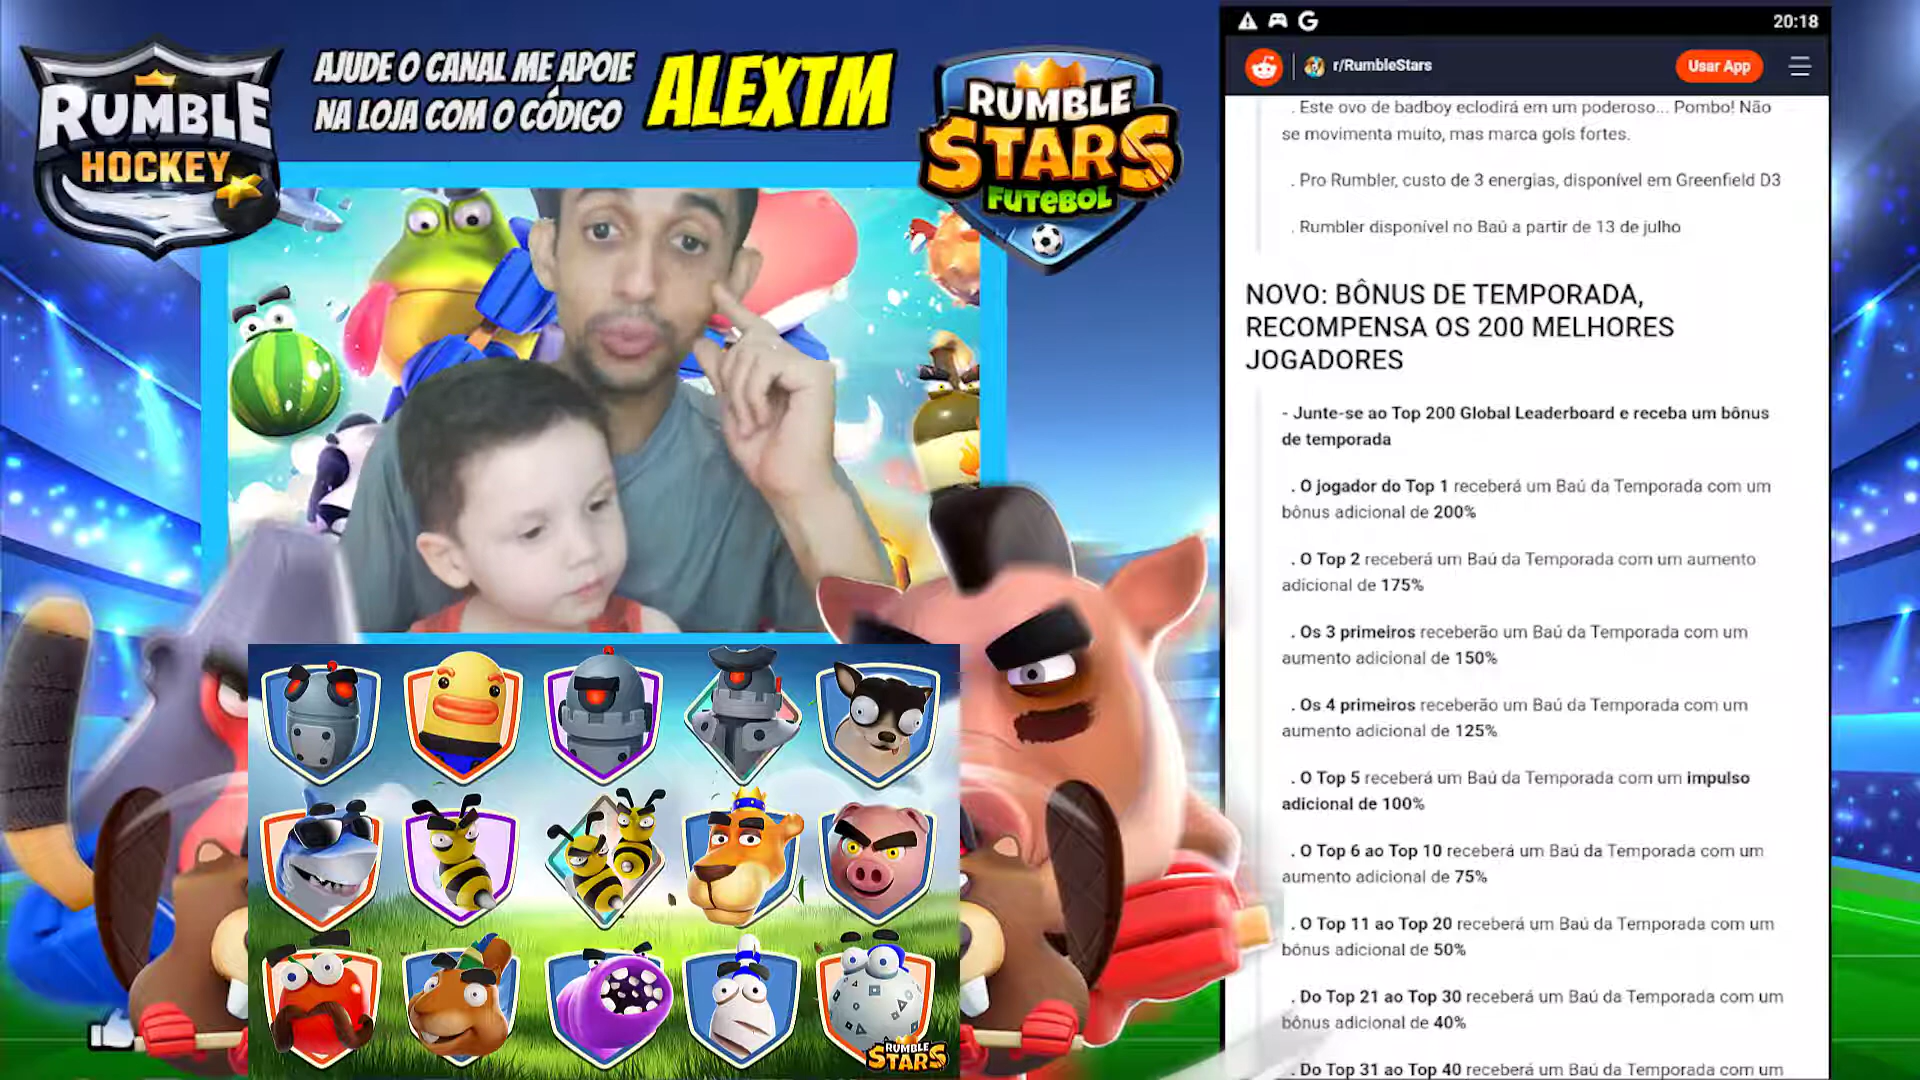 RUMBLE
HOCKEY
AJUDE O CANAL ME APOIE
NA LOJA COM O CÓDIGO
ALEXTM
RUMBLE
STARS
FUTEBOL
RUMBLE
STARS
20:18
r/RumbleStars
Usar App
. Este ovo de badboy eclodirá em um poderoso... Pombo! Não
se movimenta muito, mas marca gols fortes.
. Pro Rumbler, custo de 3 energias, disponível em Greenfield D3
. Rumbler disponível no Baú a partir de 13 de julho
NOVO: BÔNUS DE TEMPORADA,
RECOMPENSA OS 200 MELHORES
JOGADORES
- Junte-se ao Top 200 Global Leaderboard e receba um bônus
de temporada
. O jogador do Top 1 receberá um Baú da Temporada com um
bônus adicional de 200%
. O Top 2 receberá um Baú da Temporada com um aumento
adicional de 175%
. Os 3 primeiros receberão um Baú da Temporada com um
aumento adicional de 150%
. Os 4 primeiros receberão um Baú da Temporada com um
aumento adicional de 125%
. O Top 5 receberá um Baú da Temporada com um impulso
adicional de 100%
. O Top 6 ao Top 10 receberá um Baú da Temporada com um
aumento adicional de 75%
. O Top 11 ao Top 20 receberá um Baú da Temporada com um
bônus adicional de 50%
. Do Top 21 ao Top 30 receberá um Baú da Temporada com um
bônus adicional de 40%
. Do Top 31 ao Top 40 receberá um Baú da Temporada com um